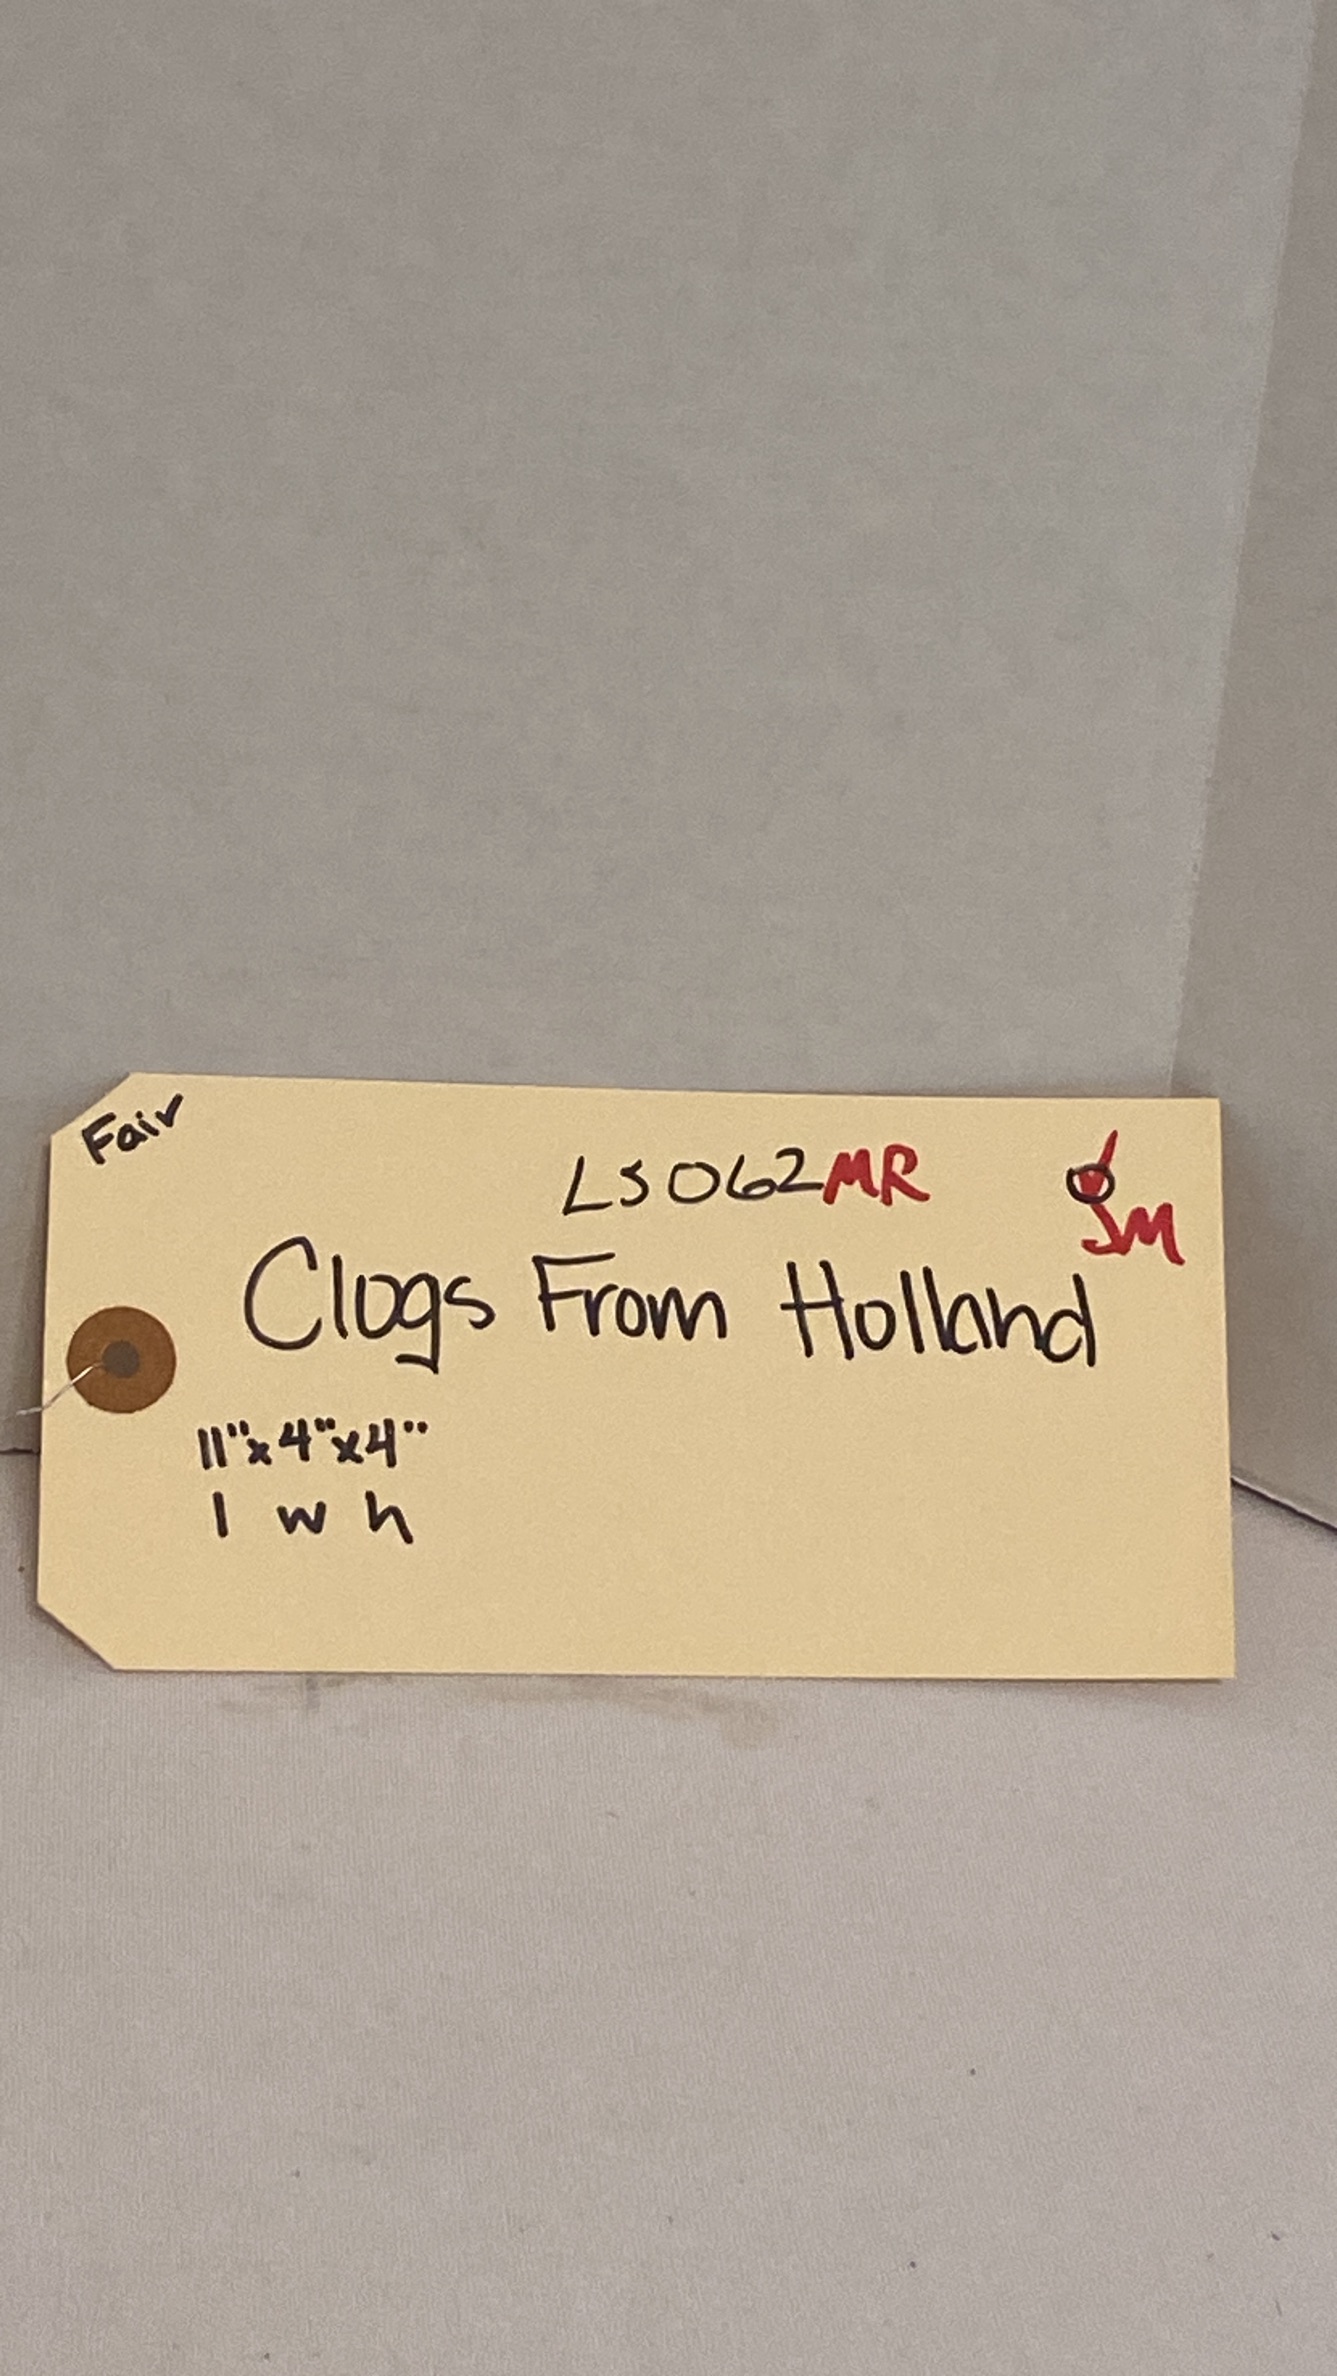 Fair
LS062MR
JM
Clogs From Holland
11"x4"x4"
l w h